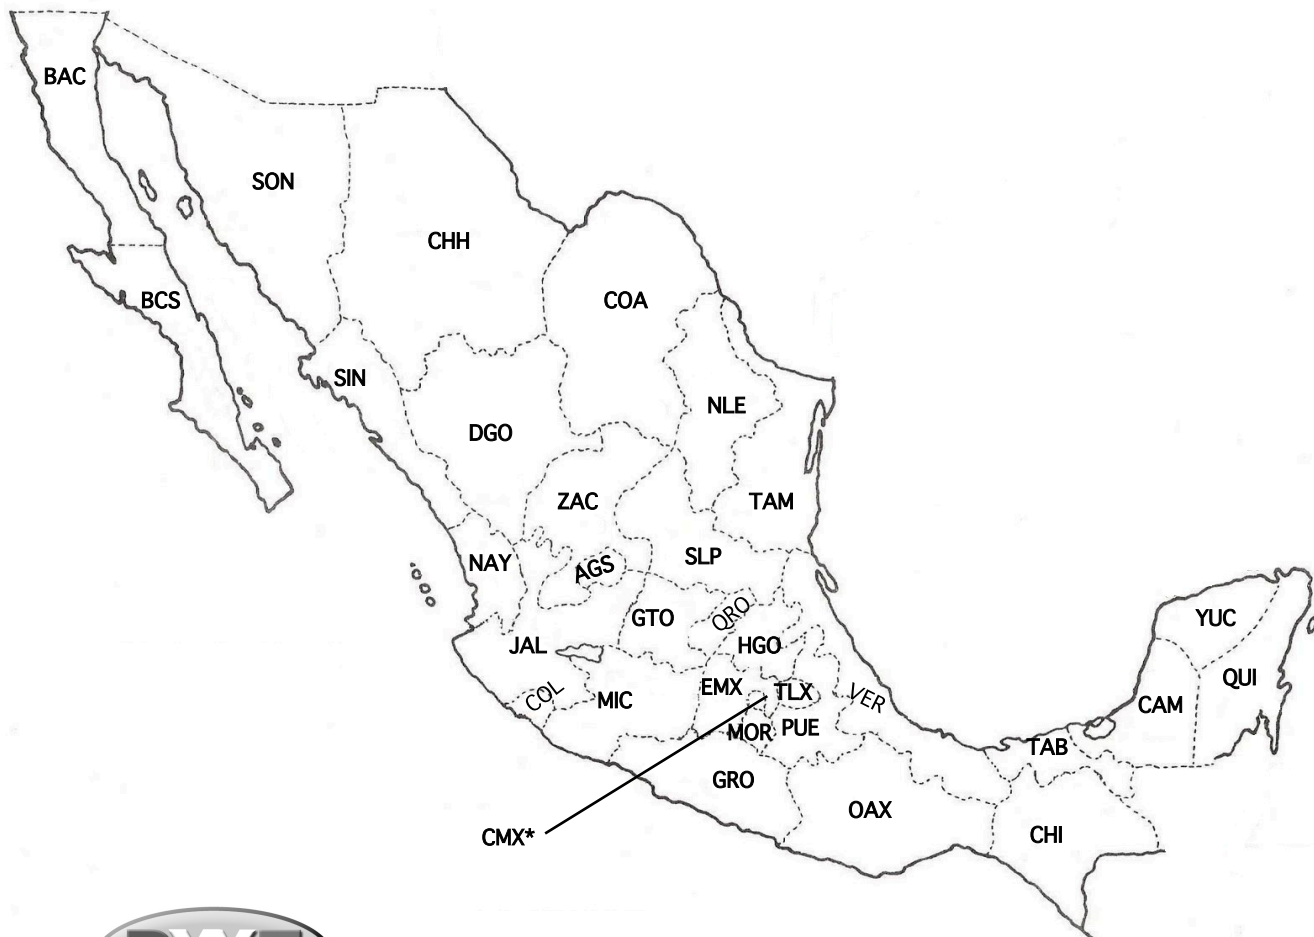 BAC
SON
CHH
BCS
COA
SIN
NLE
DGO
ZAC
TAM
NAY
AGS
SLP
GTO
QRO
JAL
HGO
YUC
COL
MIC
EMX
TLX
VER
QUI
CAM
MOR
PUE
TAB
GRO
OAX
CMX*
CHI